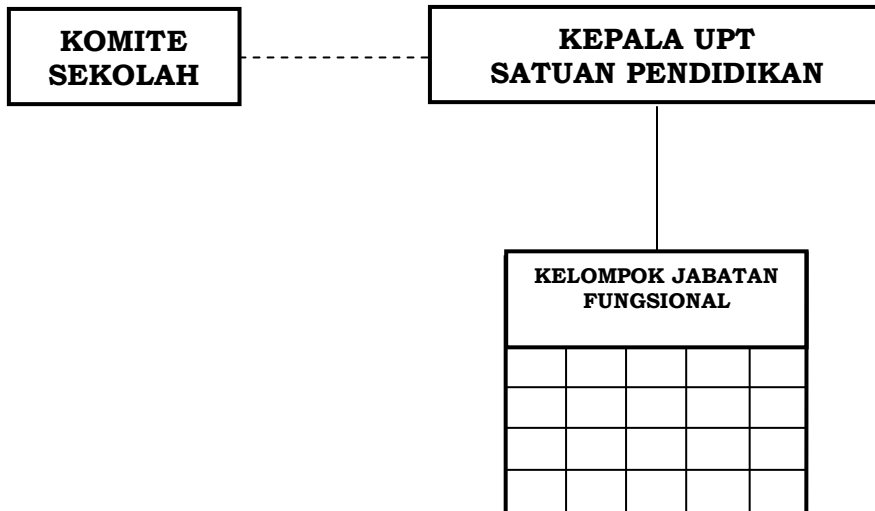 KOMITE
SEKOLAH
KEPALA UPT
SATUAN PENDIDIKAN
KELOMPOK JABATAN
FUNGSIONAL